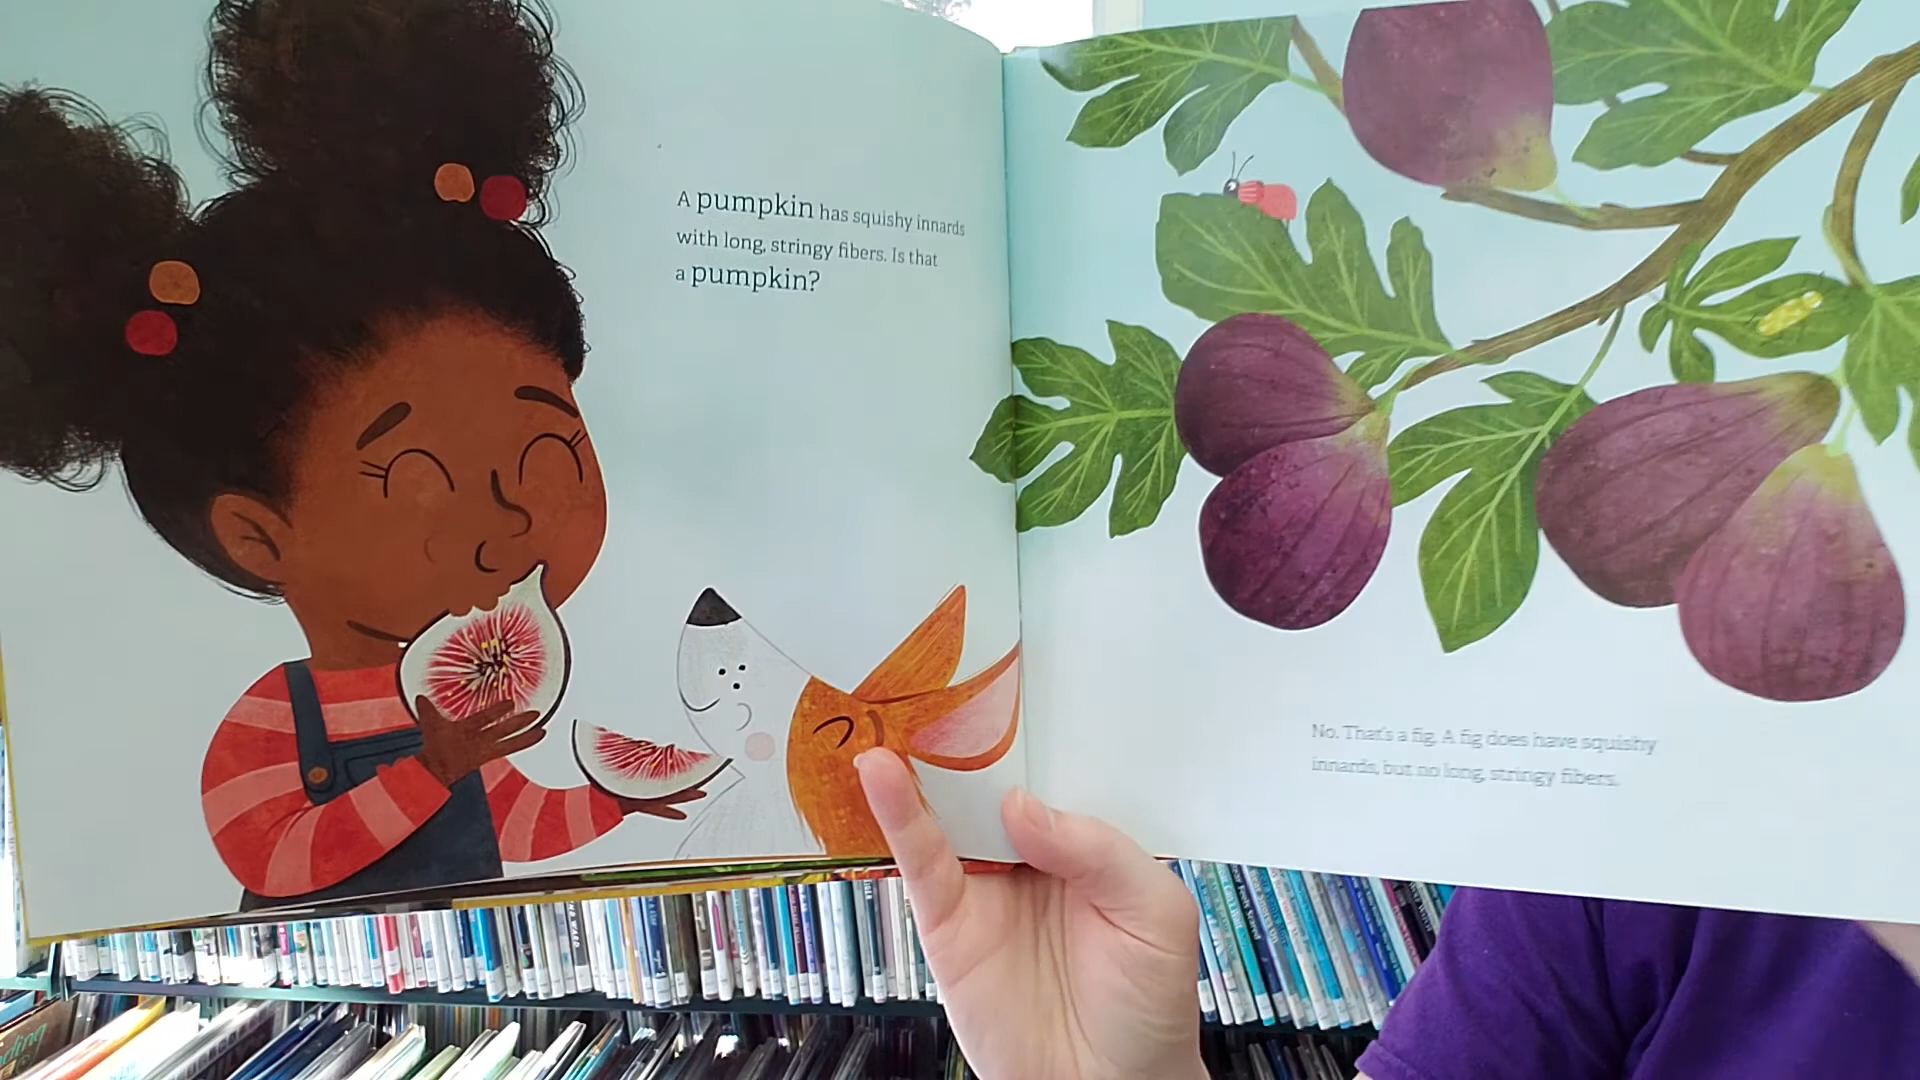 A pumpkin has squishy innards
with long, stringy fibers. Is that
a pumpkin?
No. That's a fig. A fig does have squishy
innards, but no long, stringy fibers.